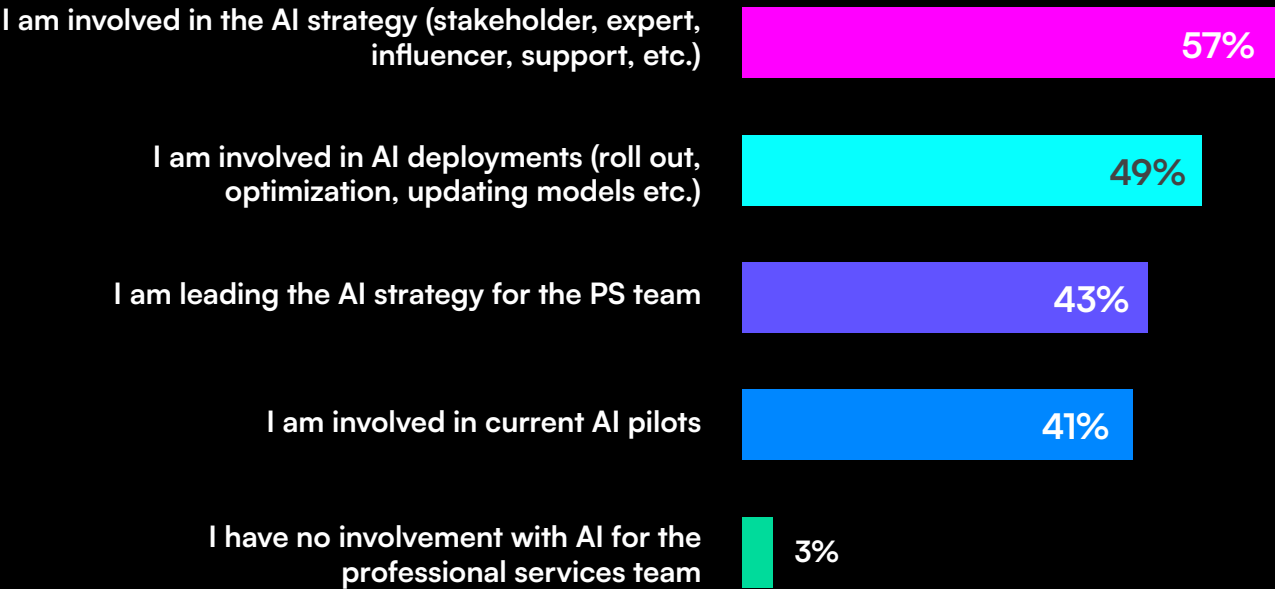 I am involved in the AI strategy (stakeholder, expert,
influencer, support, etc.)
57%
I am involved in AI deployments (roll out,
optimization, updating models etc.)
49%
I am leading the AI strategy for the PS team
43%
I am involved in current AI pilots
41%
I have no involvement with AI for the
professional services team
3%